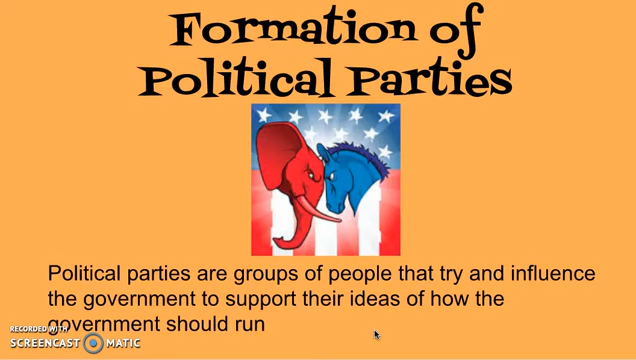 Formation of
Political Parties
Political parties are groups of people that try and influence
the government to support their ideas of how the
government should run
RECORDED WITH
SCREENCAST MATIC